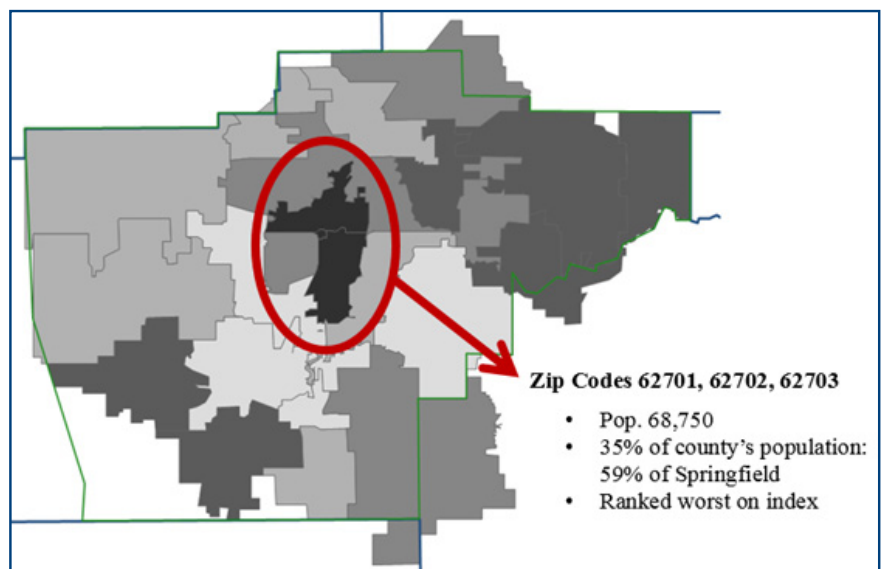 Zip Codes 62701, 62702, 62703
• Pop. 68,750
• 35% of county's population:
59% of Springfield
• Ranked worst on index